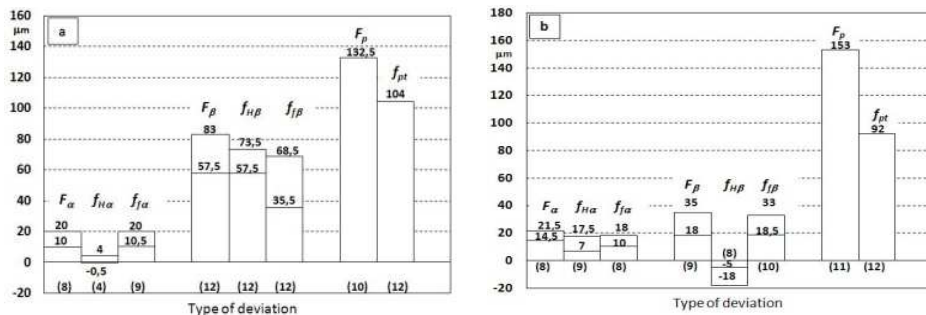 160
μm
140
120
100
80
60
40
20
0
-20
a
Fα
20
10
(8)
fHα
4
-0,5
(4)
ffα
20
10,5
(9)
Fβ
83
57,5
(12)
fHβ
73,5
57,5
(12)
ffβ
68,5
35,5
(12)
Fp
132,5
(10)
fpt
104
(12)
Type of deviation
180
μm
160
140
120
100
80
60
40
20
0
-20
b
Fα
21,5
14,5
(8)
fHα
17,5
7
(9)
ffα
18
10
(8)
Fβ
35
18
(9)
fHβ
(8)
-5
-18
ffβ
33
18,5
(10)
Fp
153
(11)
fpt
92
(12)
Type of deviation